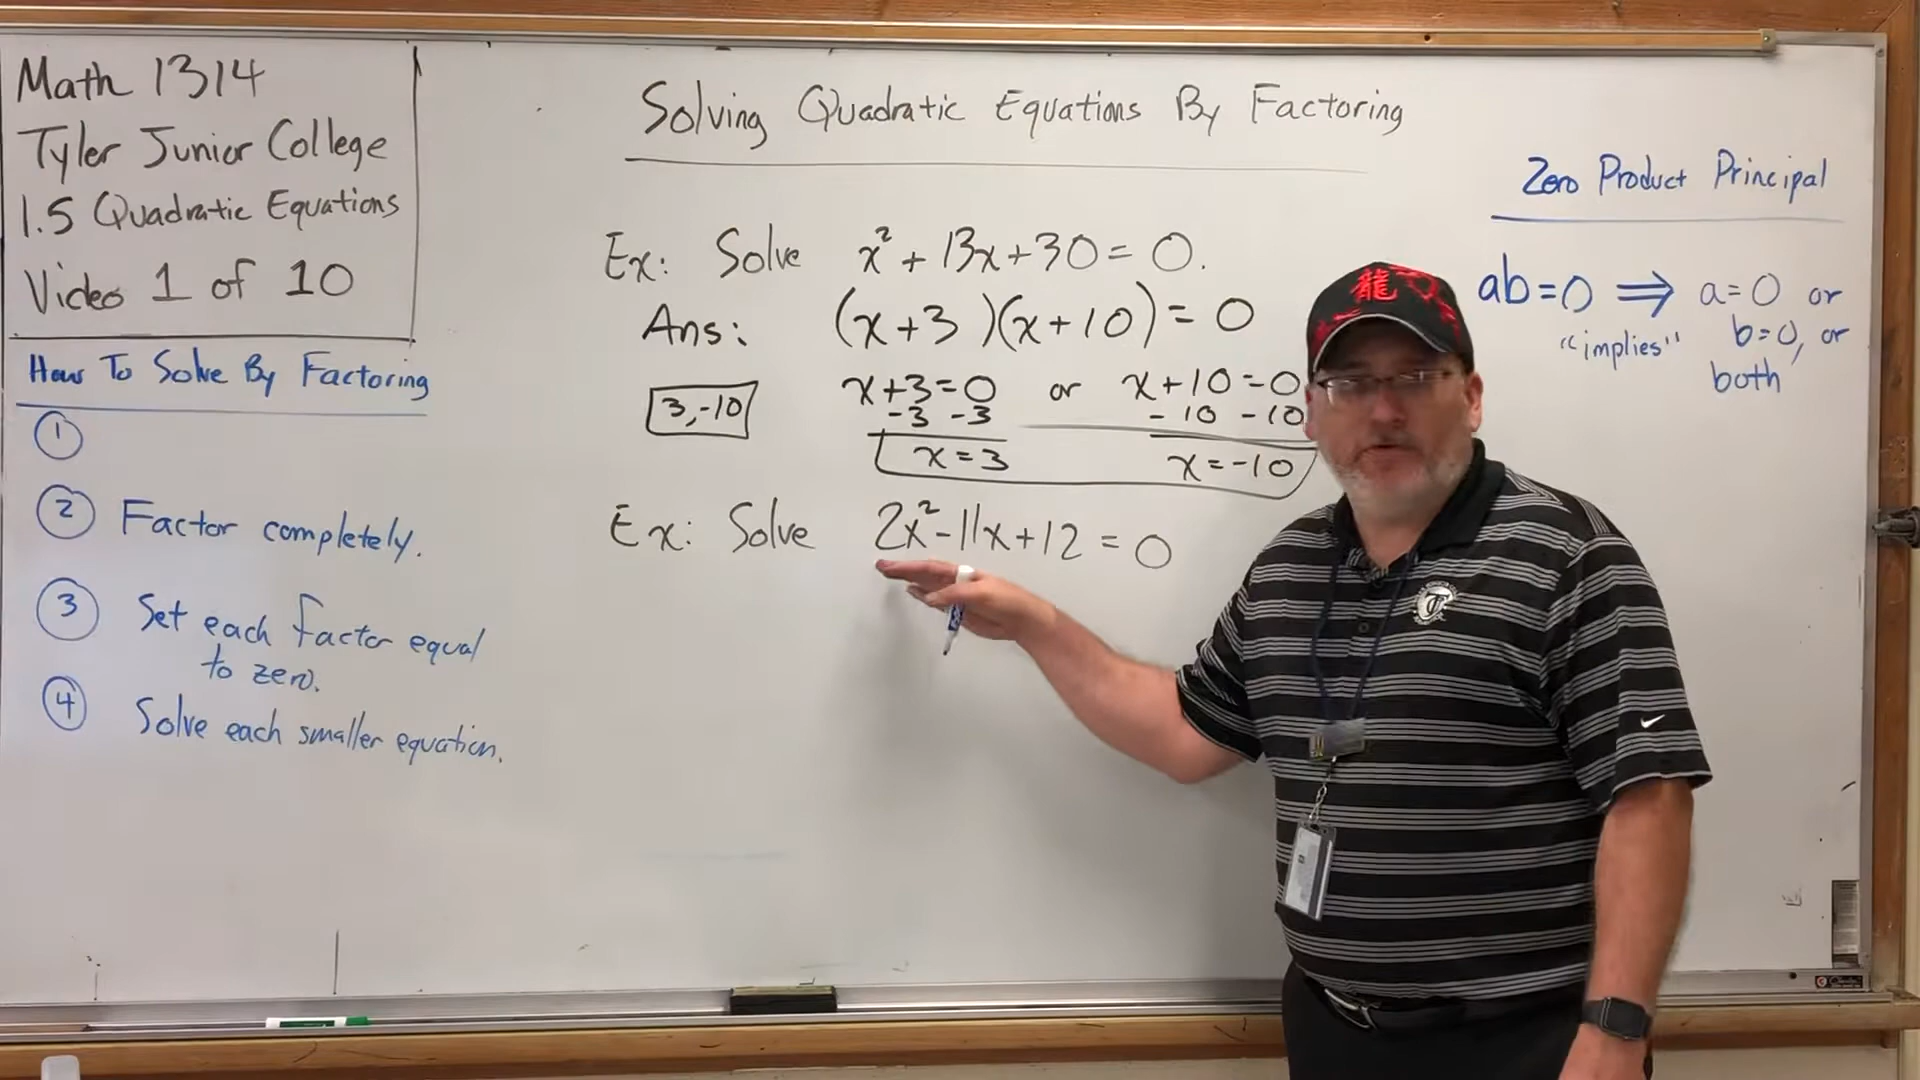 Math 1314
Tyler Junior College
1.5 Quadratic Equations
Video 1 of 10
How To Solve By Factoring
①
② Factor completely.
③ Set each factor equal
to zero.
④ Solve each smaller equation.
Solving Quadratic Equations By Factoring
Ex: Solve x² + 13x + 30 = 0.
Ans: (x + 3)(x + 10) = 0
x + 3 = 0 or x + 10 = 0
-3 -3 - 10 - 10
3, -10
x = 3 x = -10
Ex: Solve 2x² - 11x + 12 = 0
Zero Product Principal
ab = 0 ⟹ a = 0 or
"implies" b = 0, or
both
龍